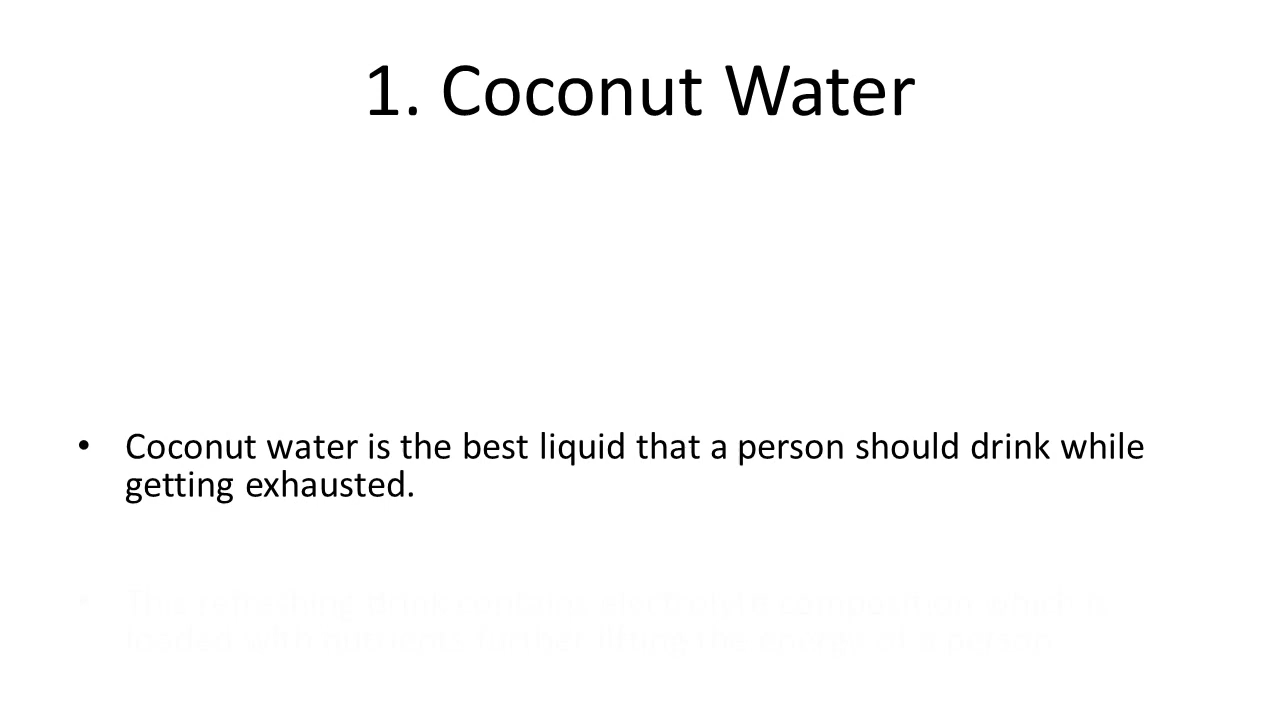 1. Coconut Water
• Coconut water is the best liquid that a person should drink while
getting exhausted.
• This refreshing drink contains electrolyte composition which is
loaded with nutrients further lifting the energy of a person